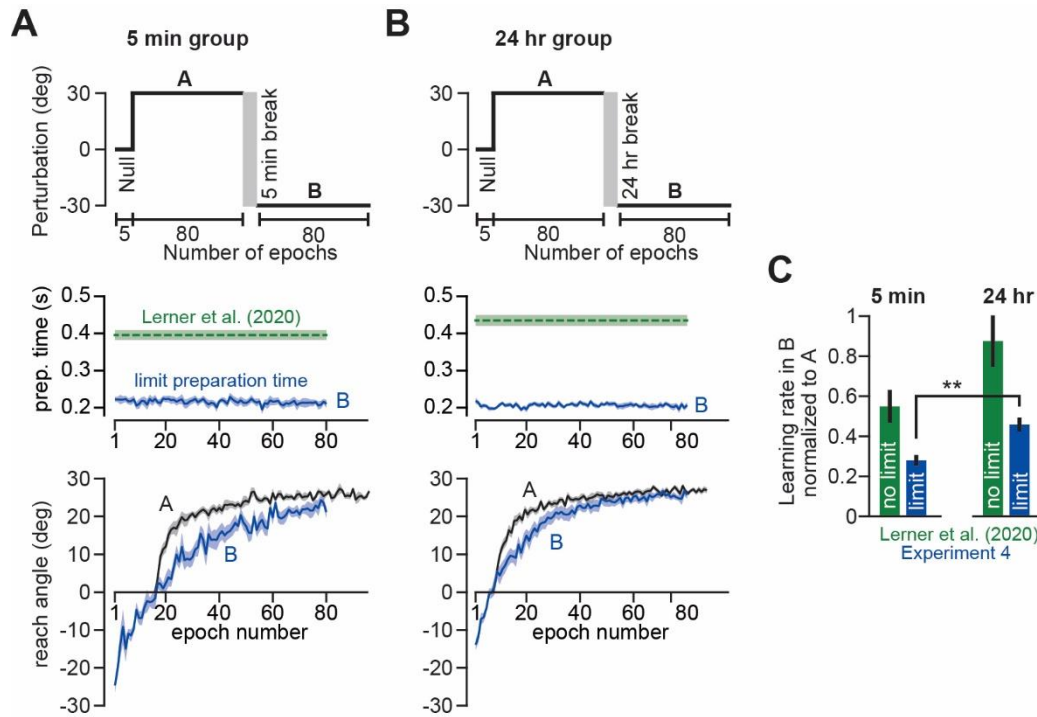 A
5 min group
Perturbation (deg)
30
0
-30
Null
A
5 min break
B
5
80
80
Number of epochs
prep. time (s)
0.5
0.4
0.3
0.2
Lerner et al. (2020)
limit preparation time
B
1
20
40
60
80
reach angle (deg)
30
20
10
0
-10
-20
-30
A
B
1
20
40
60
80
epoch number
B
24 hr group
30
0
-30
Null
A
24 hr break
B
5
80
80
Number of epochs
0.5
0.4
0.3
0.2
B
1
20
40
60
80
30
20
10
0
-10
-20
-30
A
B
1
20
40
60
80
epoch number
C
5 min
24 hr
Learning rate in B
normalized to A
1
0.8
0.6
0.4
0.2
0
**
no limit
limit
no limit
limit
Lerner et al. (2020)
Experiment 4